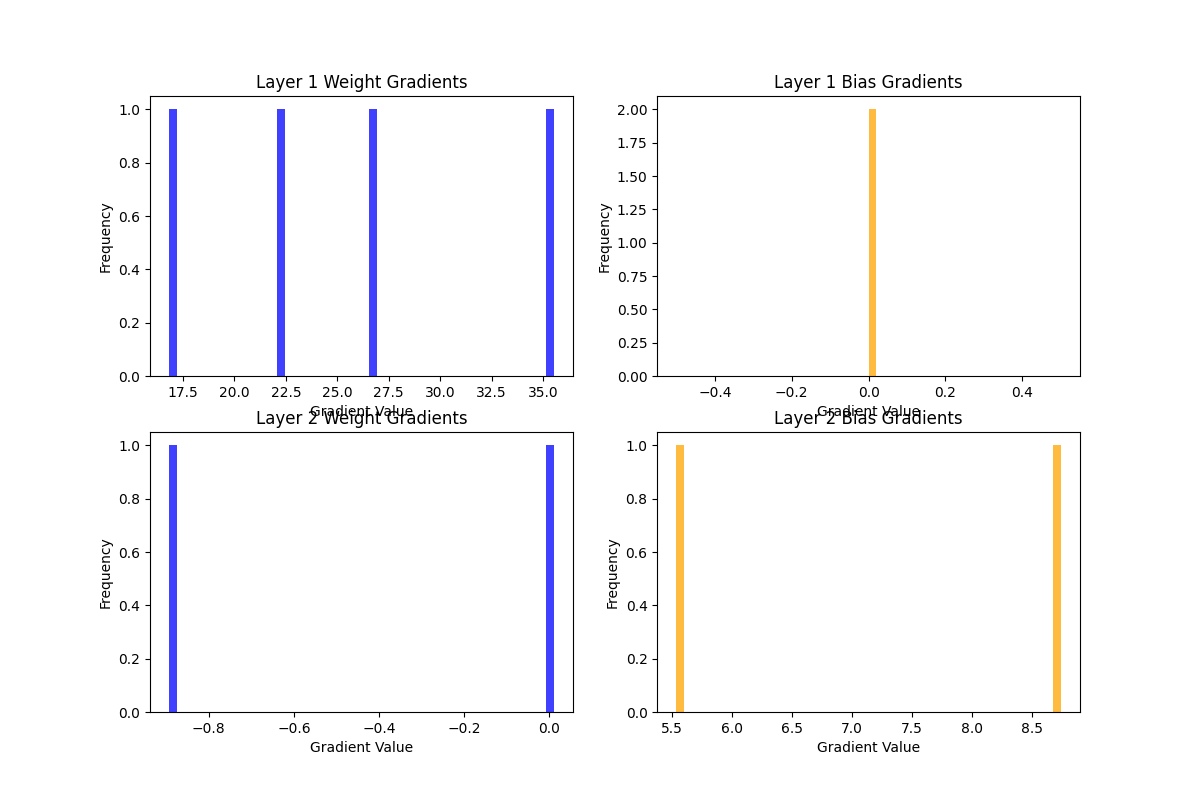 Layer 1 Weight Gradients
1.0
0.8
0.6
0.4
0.2
0.0
Frequency
17.5 20.0 22.5 25.0 27.5 30.0 32.5 35.0
Gradient Value
Layer 1 Bias Gradients
2.00
1.75
1.50
1.25
1.00
0.75
0.50
0.25
0.00
Frequency
−0.4 −0.2 0.0 0.2 0.4
Gradient Value
Layer 2 Weight Gradients
1.0
0.8
0.6
0.4
0.2
0.0
Frequency
−0.8 −0.6 −0.4 −0.2 0.0
Gradient Value
Layer 2 Bias Gradients
1.0
0.8
0.6
0.4
0.2
0.0
Frequency
5.5 6.0 6.5 7.0 7.5 8.0 8.5
Gradient Value